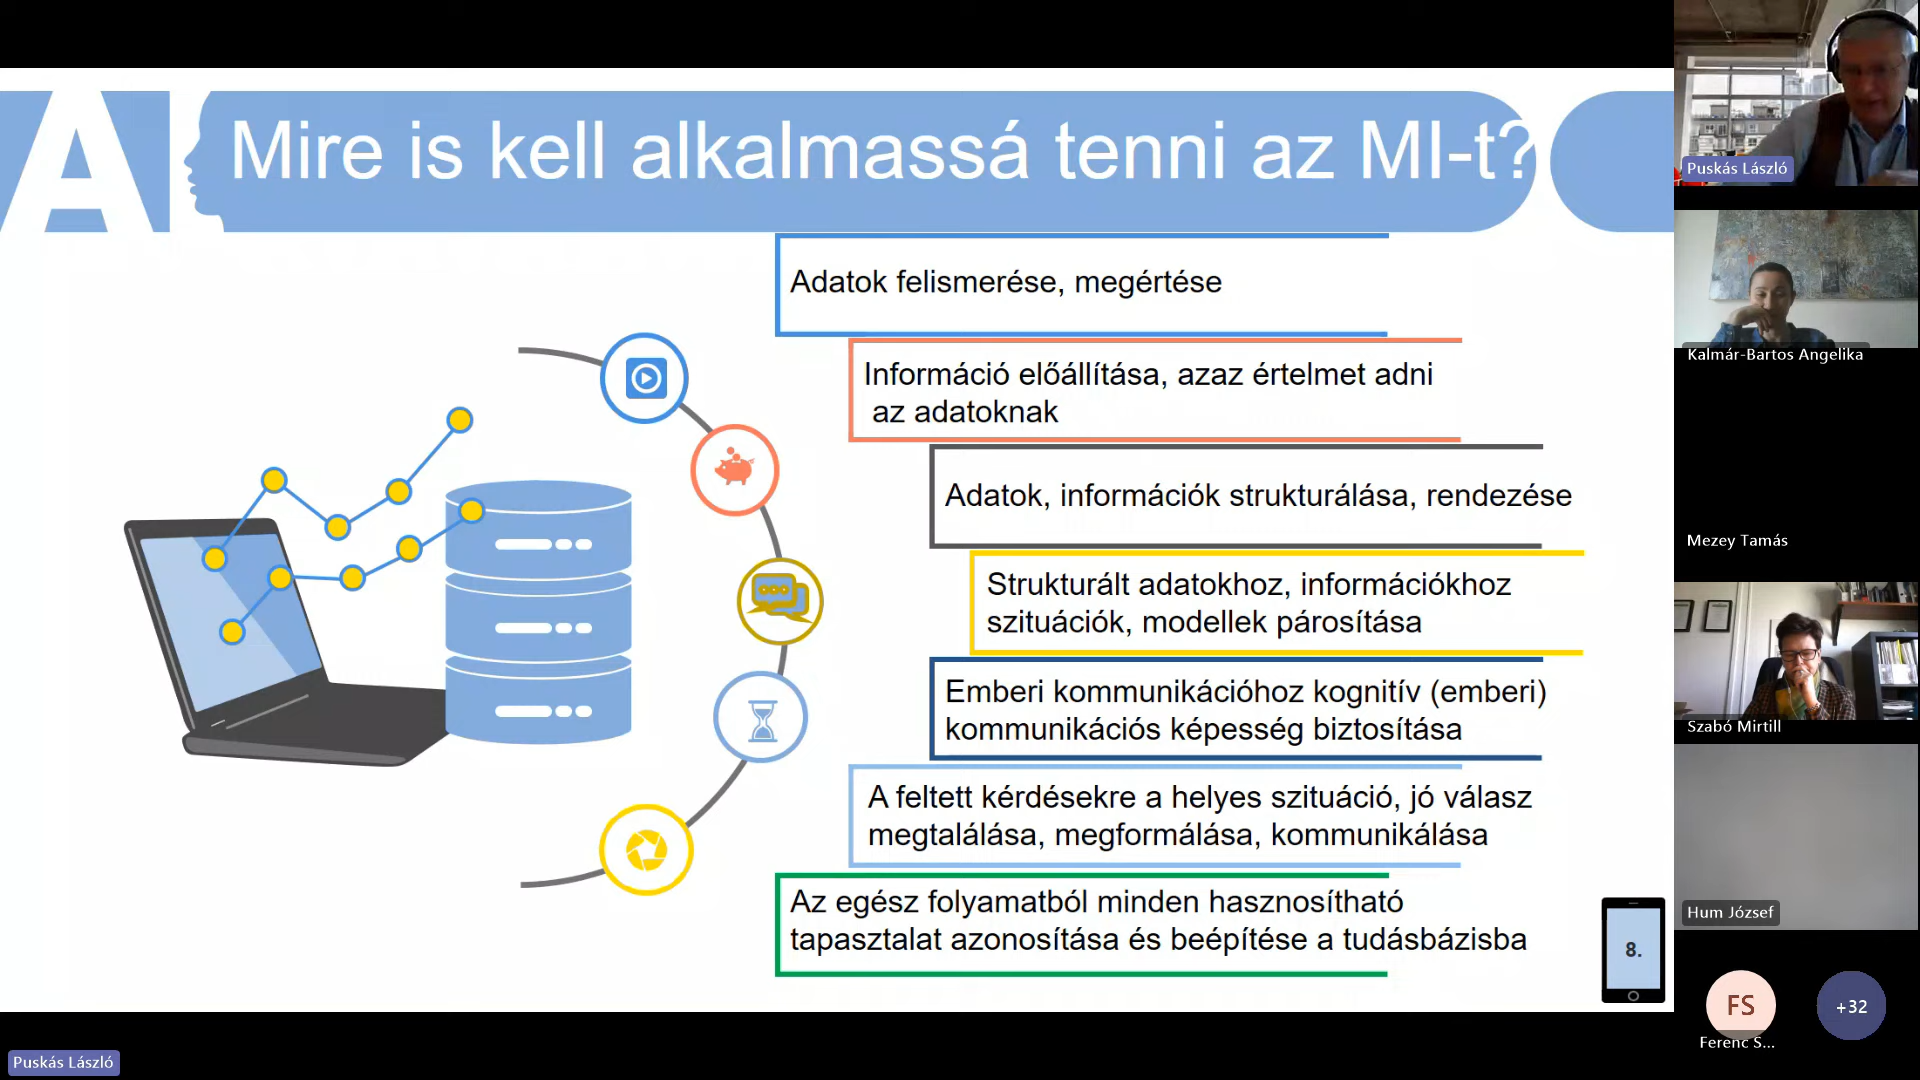 A
Mire is kell alkalmassá tenni az MI-t?
Adatok felismerése, megértése
Információ előállítása, azaz értelmet adni
az adatoknak
Adatok, információk strukturálása, rendezése
Strukturált adatokhoz, információkhoz
szituációk, modellek párosítása
Emberi kommunikációhoz kognitív (emberi)
kommunikációs képesség biztosítása
A feltett kérdésekre a helyes szituáció, jó válasz
megtalálása, megformálása, kommunikálása
Az egész folyamatból minden hasznosítható
tapasztalat azonosítása és beépítése a tudásbázisba
8.
Puskás László
Puskás László
Kalmár-Bartos Angelika
Mezey Tamás
Szabó Mirtill
Hum József
FS
Ferenc S...
+32